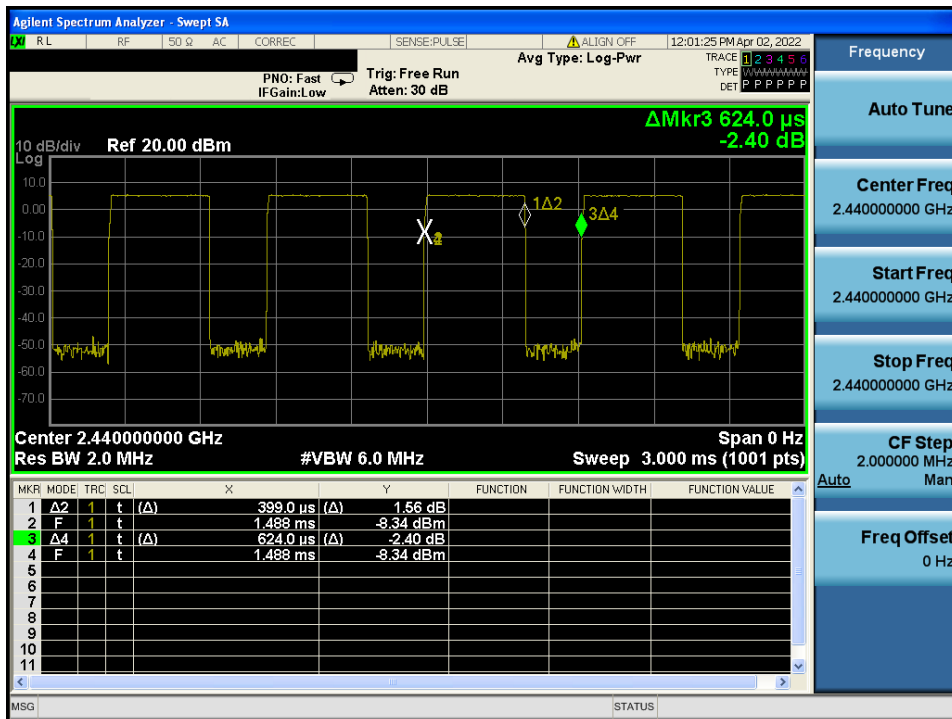 Agilent Spectrum Analyzer - Swept SA
LXI RL RF 50 Ω AC CORREC SENSE:PULSE ALIGN OFF 12:01:25 PM Apr 02, 2022
Avg Type: Log-Pwr TRACE 1 2 3 4 5 6
PNO: Fast Trig: Free Run TYPE WWWWWW
IFGain:Low Atten: 30 dB DET P P P P P P
ΔMkr3 624.0 µs
-2.40 dB
10 dB/div Ref 20.00 dBm
Log
10.0
0.00
-10.0
-20.0
-30.0
-40.0
-50.0
-60.0
-70.0
1Δ2
3Δ4
Center 2.440000000 GHz Span 0 Hz
Res BW 2.0 MHz #VBW 6.0 MHz Sweep 3.000 ms (1001 pts)
MKR MODE TRC SCL X Y FUNCTION FUNCTION WIDTH FUNCTION VALUE
1 Δ2 1 t (Δ) 399.0 µs (Δ) 1.56 dB
2 F 1 t 1.488 ms -8.34 dBm
3 Δ4 1 t (Δ) 624.0 µs (Δ) -2.40 dB
4 F 1 t 1.488 ms -8.34 dBm
5
6
7
8
9
10
11
MSG STATUS
Frequency
Auto Tune
Center Freq
2.440000000 GHz
Start Freq
2.440000000 GHz
Stop Freq
2.440000000 GHz
CF Step
2.000000 MHz
Auto Man
Freq Offset
0 Hz